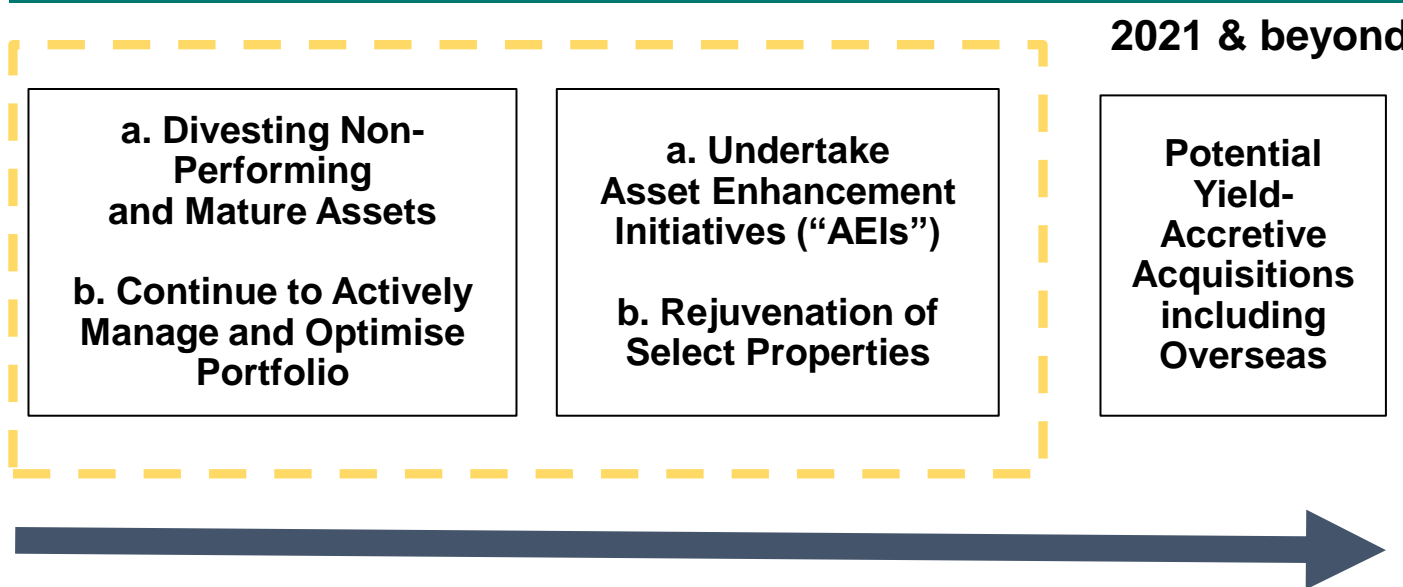 2021 & beyond
a. Divesting Non-
Performing
and Mature Assets
b. Continue to Actively
Manage and Optimise
Portfolio
a. Undertake
Asset Enhancement
Initiatives (“AEIs”)
b. Rejuvenation of
Select Properties
Potential
Yield-
Accretive
Acquisitions
including
Overseas